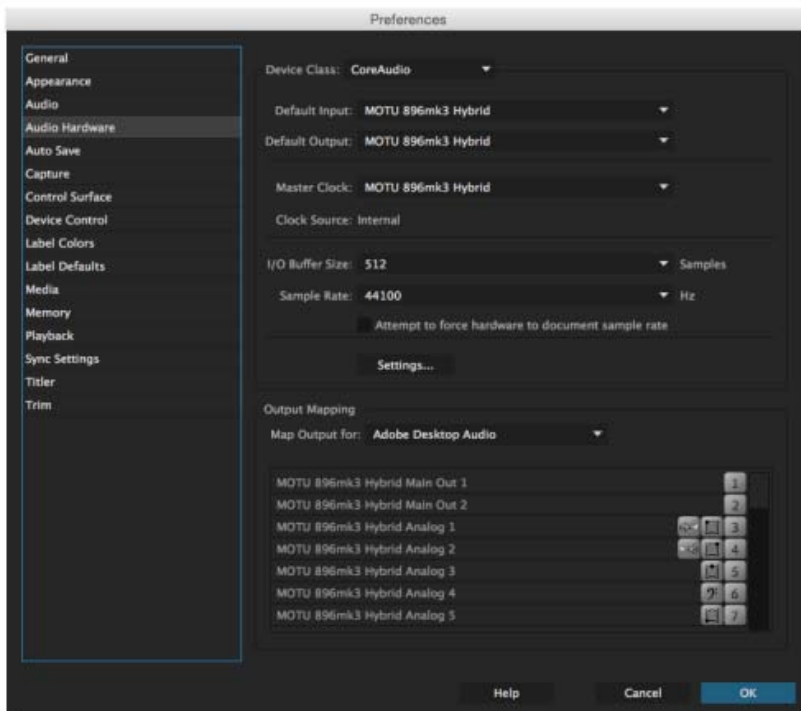 Preferences
General
Appearance
Audio
Audio Hardware
Auto Save
Capture
Control Surface
Device Control
Label Colors
Label Defaults
Media
Memory
Playback
Sync Settings
Titler
Trim
Device Class: CoreAudio
Default Input: MOTU 896mk3 Hybrid
Default Output: MOTU 896mk3 Hybrid
Master Clock: MOTU 896mk3 Hybrid
Clock Source: Internal
I/O Buffer Size: 512 Samples
Sample Rate: 44100 Hz
Attempt to force hardware to document sample rate
Settings...
Output Mapping
Map Output for: Adobe Desktop Audio
MOTU 896mk3 Hybrid Main Out 1 1
MOTU 896mk3 Hybrid Main Out 2 2
MOTU 896mk3 Hybrid Analog 1 3
MOTU 896mk3 Hybrid Analog 2 4
MOTU 896mk3 Hybrid Analog 3 5
MOTU 896mk3 Hybrid Analog 4 6
MOTU 896mk3 Hybrid Analog 5 7
Help Cancel OK